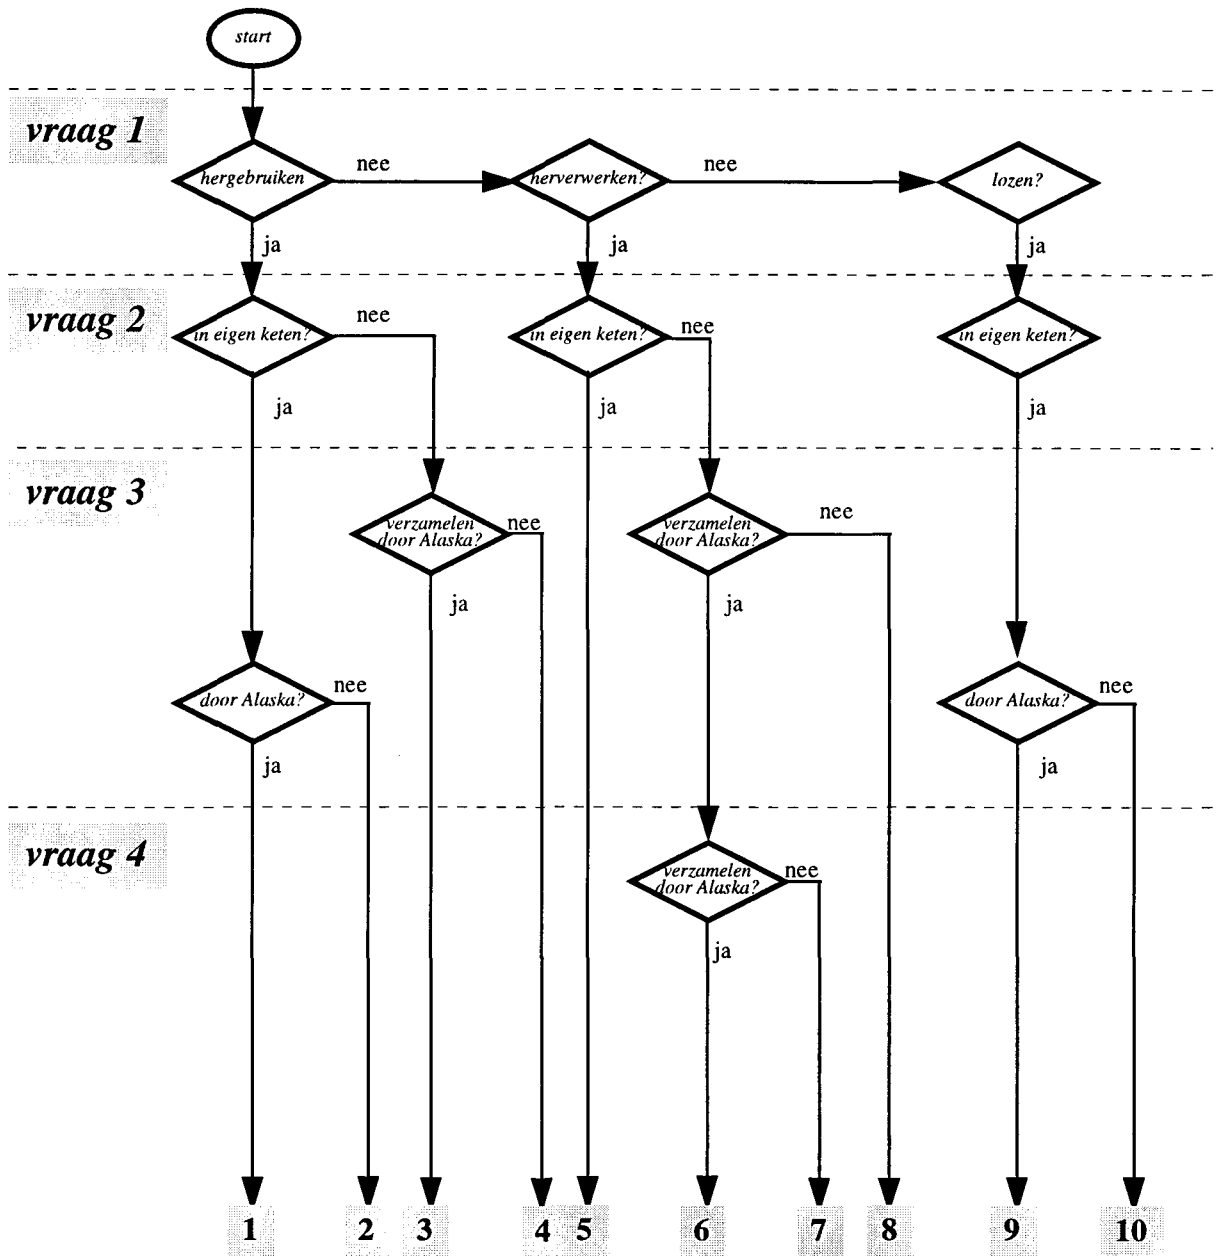 start
vraag 1
hergebruiken
nee
herverwerken?
nee
lozen?
ja
ja
ja
vraag 2
in eigen keten?
nee
in eigen keten?
nee
in eigen keten?
ja
ja
ja
vraag 3
verzamelen
door Alaska?
nee
verzamelen
door Alaska?
nee
ja
ja
door Alaska?
nee
door Alaska?
nee
ja
ja
vraag 4
verzamelen
door Alaska?
nee
ja
1
2
3
4
5
6
7
8
9
10